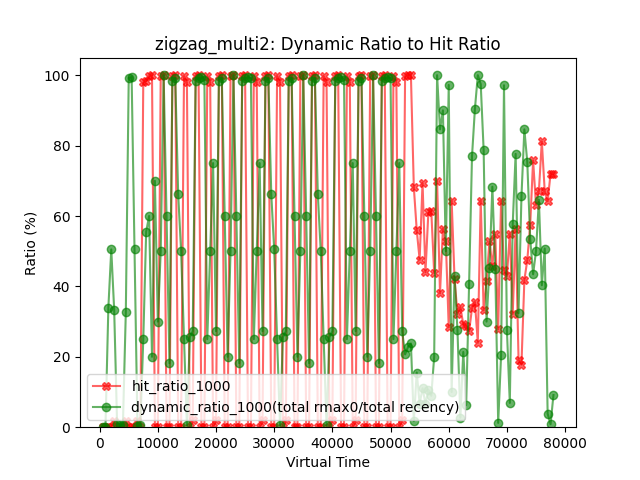 zigzag_multi2: Dynamic Ratio to Hit Ratio
100
80
60
40
20
0
Ratio (%)
hit_ratio_1000
dynamic_ratio_1000(total rmax0/total recency)
0 10000 20000 30000 40000 50000 60000 70000 80000
Virtual Time